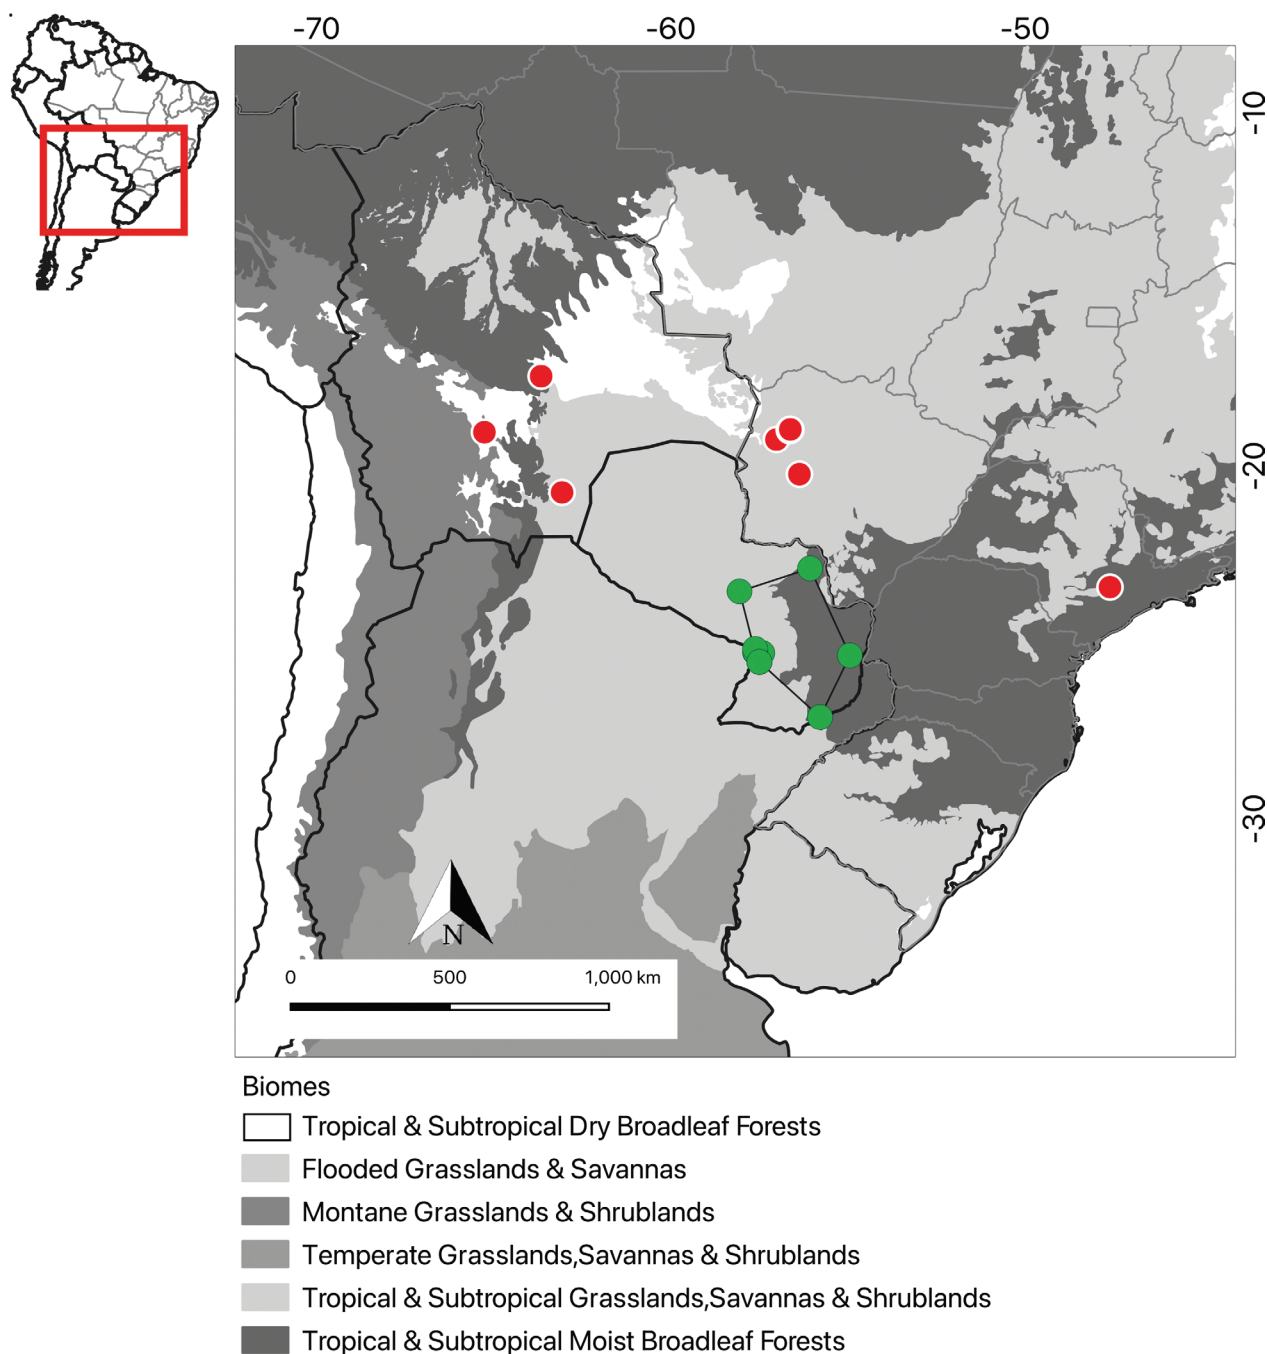 -70 -60 -50
-10
-20
-30
N
0 500 1,000 km
Biomes
Tropical & Subtropical Dry Broadleaf Forests
Flooded Grasslands & Savannas
Montane Grasslands & Shrublands
Temperate Grasslands,Savannas & Shrublands
Tropical & Subtropical Grasslands,Savannas & Shrublands
Tropical & Subtropical Moist Broadleaf Forests